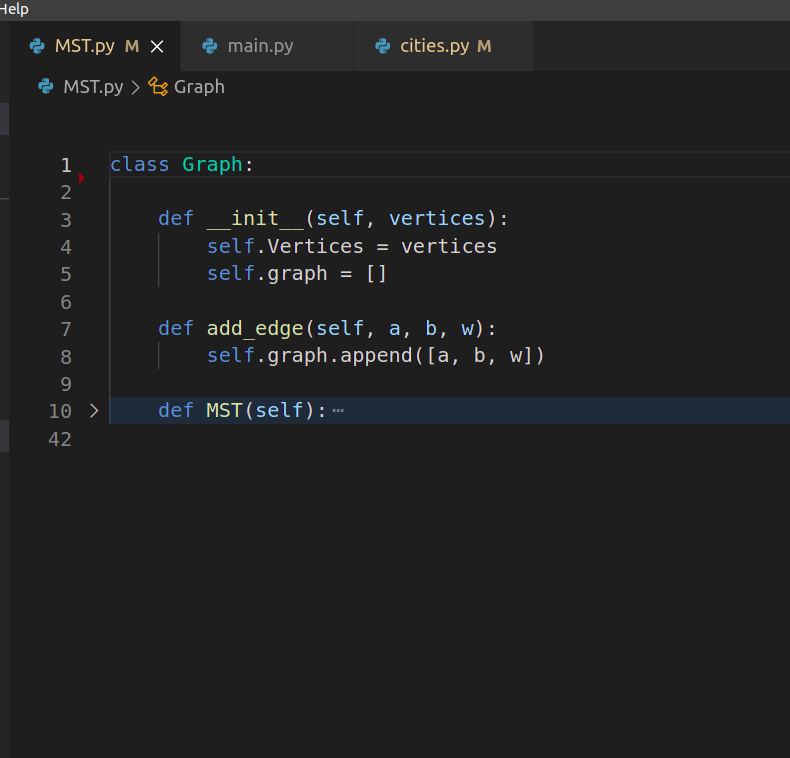 Help
MST.py M
main.py
cities.py M
MST.py > Graph
1 class Graph:
2
3     def __init__(self, vertices):
4         self.Vertices = vertices
5         self.graph = []
6
7     def add_edge(self, a, b, w):
8         self.graph.append([a, b, w])
9
10 >     def MST(self):⋯
42